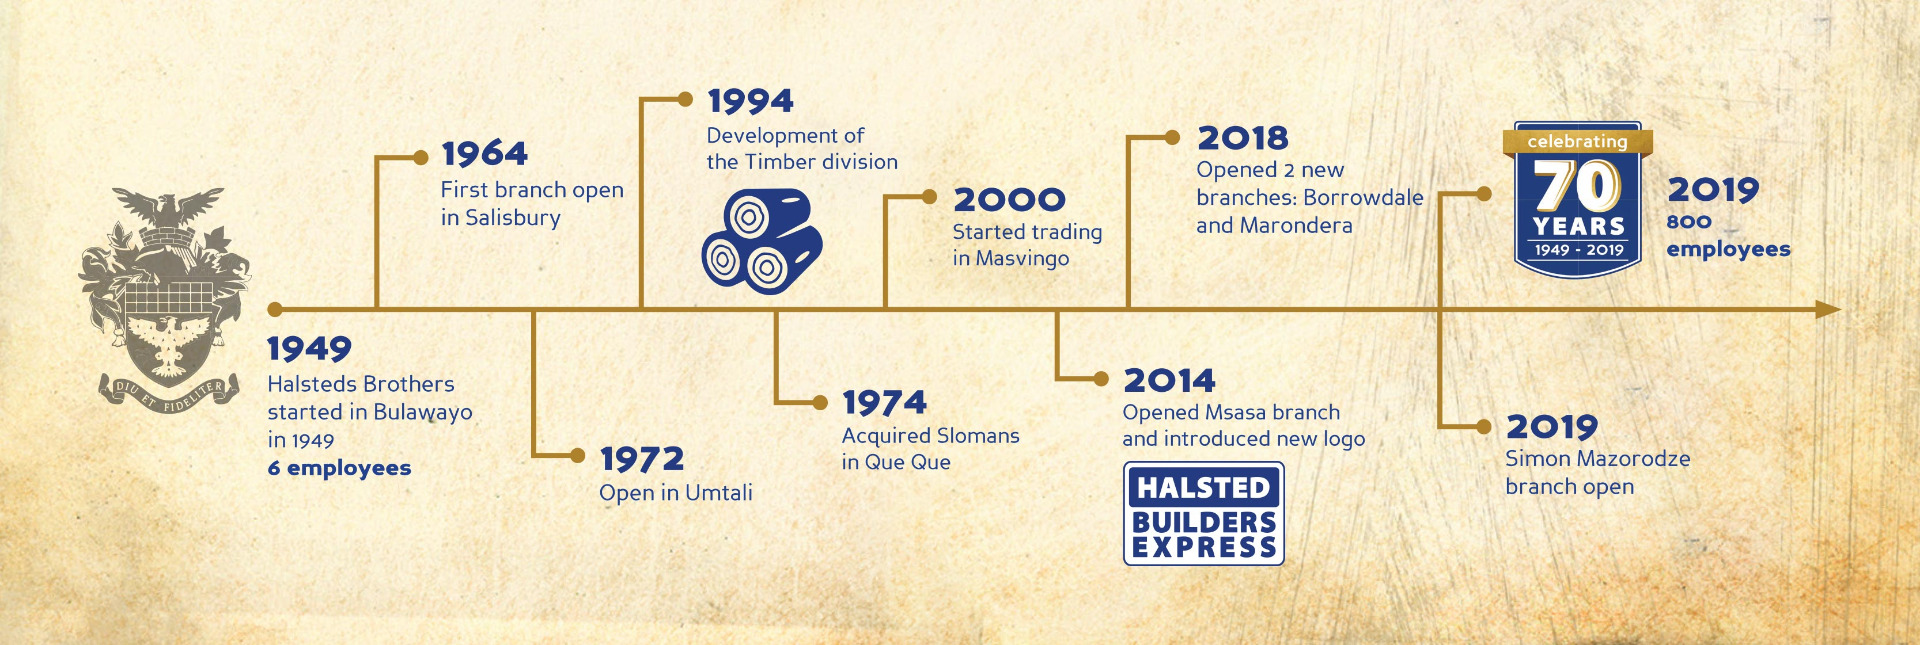 DIU ET FIDELITER
1949
Halsteds Brothers
started in Bulawayo
in 1949
6 employees
1964
First branch open
in Salisbury
1972
Open in Umtali
1994
Development of
the Timber division
1974
Acquired Slomans
in Que Que
2000
Started trading
in Masvingo
2014
Opened Msasa branch
and introduced new logo
HALSTED
BUILDERS
EXPRESS
2018
Opened 2 new
branches: Borrowdale
and Marondera
celebrating
70
YEARS
1949 - 2019
2019
800
employees
2019
Simon Mazorodze
branch open